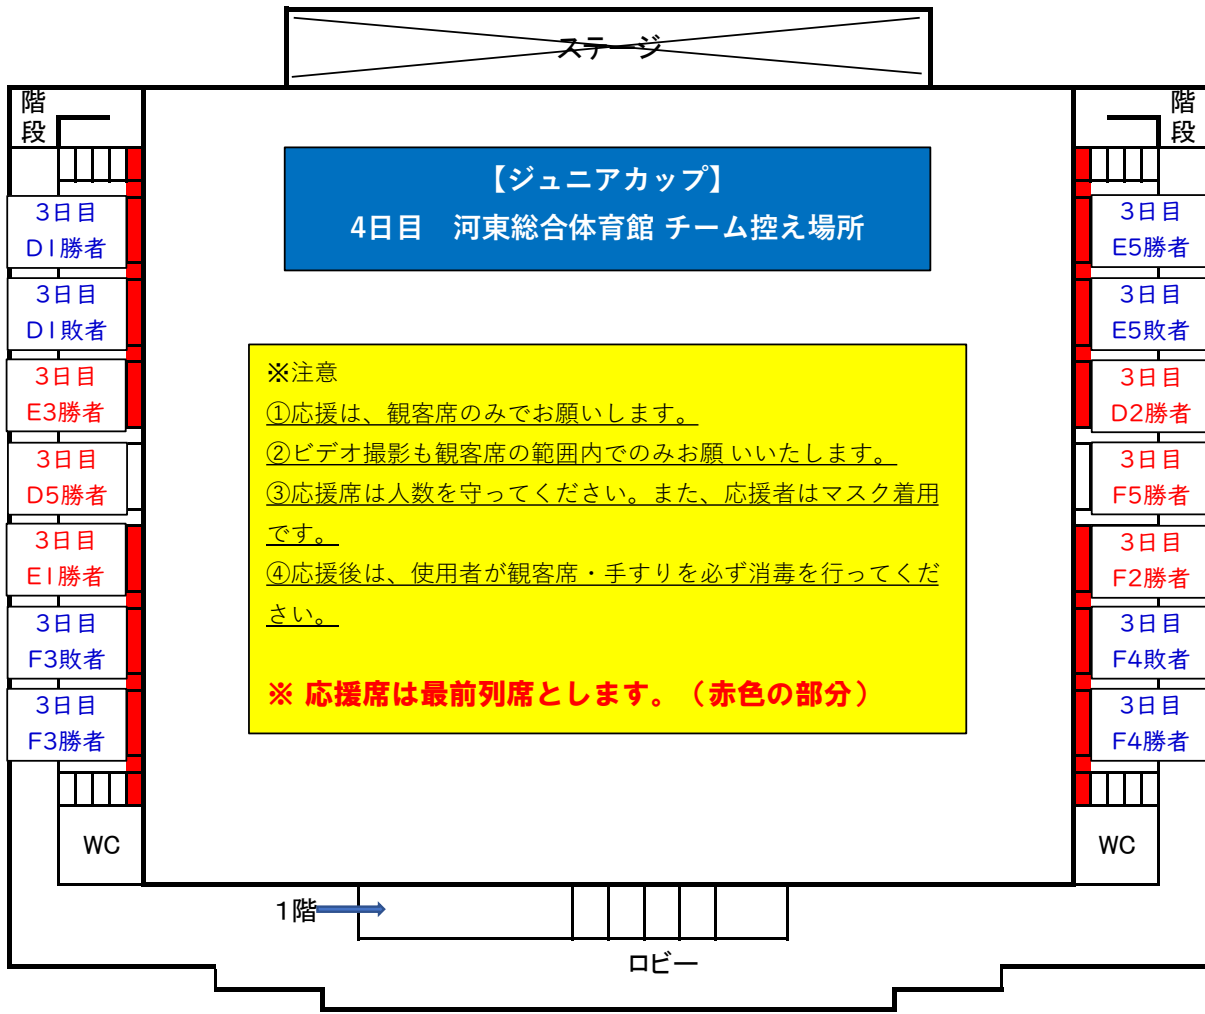 ステージ
階段
階段
【ジュニアカップ】
4日目　河東総合体育館 チーム控え場所
3日目
D1勝者
3日目
D1敗者
3日目
E3勝者
3日目
D5勝者
3日目
E1勝者
3日目
F3敗者
3日目
F3勝者
※注意
①応援は、観客席のみでお願いします。
②ビデオ撮影も観客席の範囲内でのみお願 いいたします。
③応援席は人数を守ってください。また、応援者はマスク着用
です。
④応援後は、使用者が観客席・手すりを必ず消毒を行ってくだ
さい。
※ 応援席は最前列席とします。（赤色の部分）
3日目
E5勝者
3日目
E5敗者
3日目
D2勝者
3日目
F5勝者
3日目
F2勝者
3日目
F4敗者
3日目
F4勝者
WC
WC
1階
ロビー